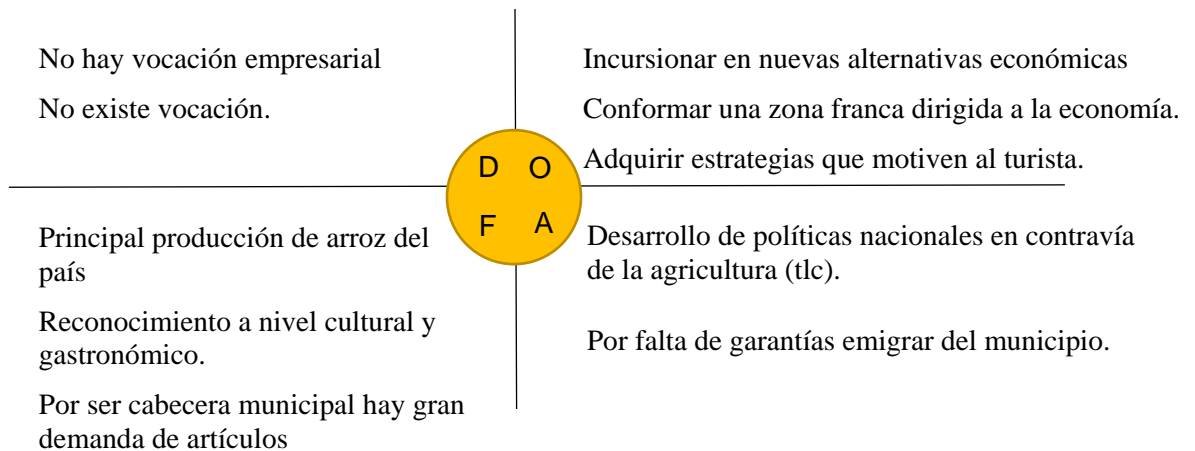 No hay vocación empresarial
No existe vocación.
Incursionar en nuevas alternativas económicas
Conformar una zona franca dirigida a la economía.
Adquirir estrategias que motiven al turista.
D O
F A
Principal producción de arroz del
país
Reconocimiento a nivel cultural y
gastronómico.
Por ser cabecera municipal hay gran
demanda de artículos
Desarrollo de políticas nacionales en contravía
de la agricultura (tlc).
Por falta de garantías emigrar del municipio.